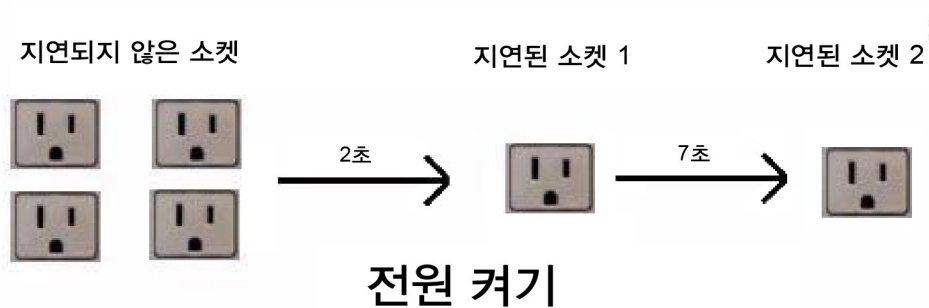 지연되지 않은 소켓
지연된 소켓 1
지연된 소켓 2
2초
7초
전원 켜기